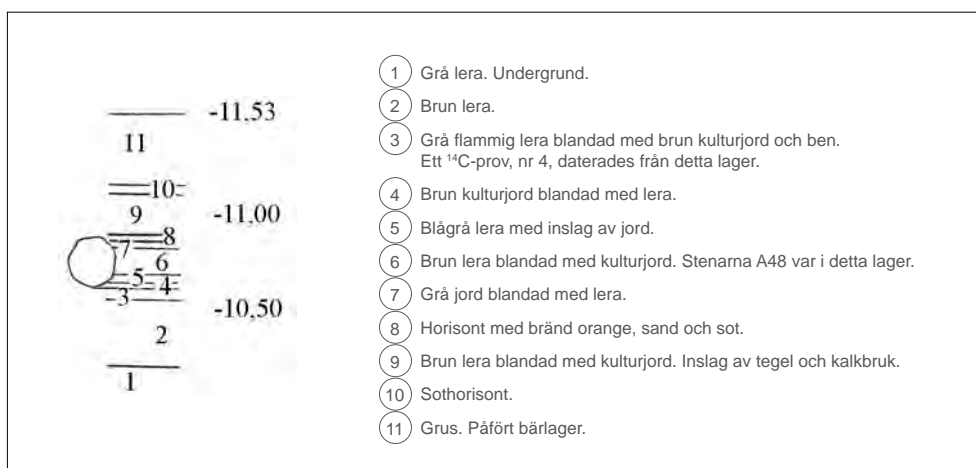 -11,53
11
10
9
-11,00
8
7
6
5
4
3
-10,50
2
1
1 Grå lera. Undergrund.
2 Brun lera.
3 Grå flammig lera blandad med brun kulturjord och ben.
Ett ¹⁴C-prov, nr 4, daterades från detta lager.
4 Brun kulturjord blandad med lera.
5 Blågrå lera med inslag av jord.
6 Brun lera blandad med kulturjord. Stenarna A48 var i detta lager.
7 Grå jord blandad med lera.
8 Horisont med bränd orange, sand och sot.
9 Brun lera blandad med kulturjord. Inslag av tegel och kalkbruk.
10 Sothorisont.
11 Grus. Påfört bärlager.